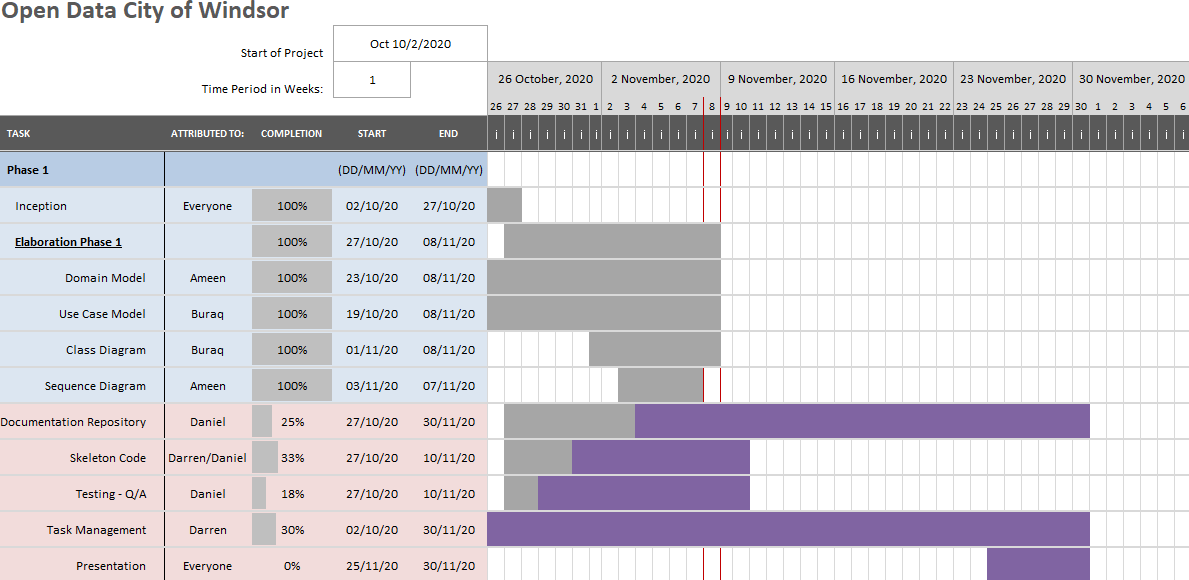 Open Data City of Windsor
Start of Project Oct 10/2/2020
Time Period in Weeks: 1
26 October, 2020 2 November, 2020 9 November, 2020 16 November, 2020 23 November, 2020 30 November, 2020
26 27 28 29 30 31 1 2 3 4 5 6 7 8 9 10 11 12 13 14 15 16 17 18 19 20 21 22 23 24 25 26 27 28 29 30 1 2 3 4 5 6
TASK ATTRIBUTED TO: COMPLETION START END i i i i i i i i i i i i i i i i i i i i i i i i i i i i i i i i i i i i i i i i i i
Phase 1 (DD/MM/YY) (DD/MM/YY)
Inception Everyone 100% 02/10/20 27/10/20
Elaboration Phase 1 100% 27/10/20 08/11/20
Domain Model Ameen 100% 23/10/20 08/11/20
Use Case Model Buraq 100% 19/10/20 08/11/20
Class Diagram Buraq 100% 01/11/20 08/11/20
Sequence Diagram Ameen 100% 03/11/20 07/11/20
Documentation Repository Daniel 25% 27/10/20 30/11/20
Skeleton Code Darren/Daniel 33% 27/10/20 10/11/20
Testing - Q/A Daniel 18% 27/10/20 10/11/20
Task Management Darren 30% 02/10/20 30/11/20
Presentation Everyone 0% 25/11/20 30/11/20